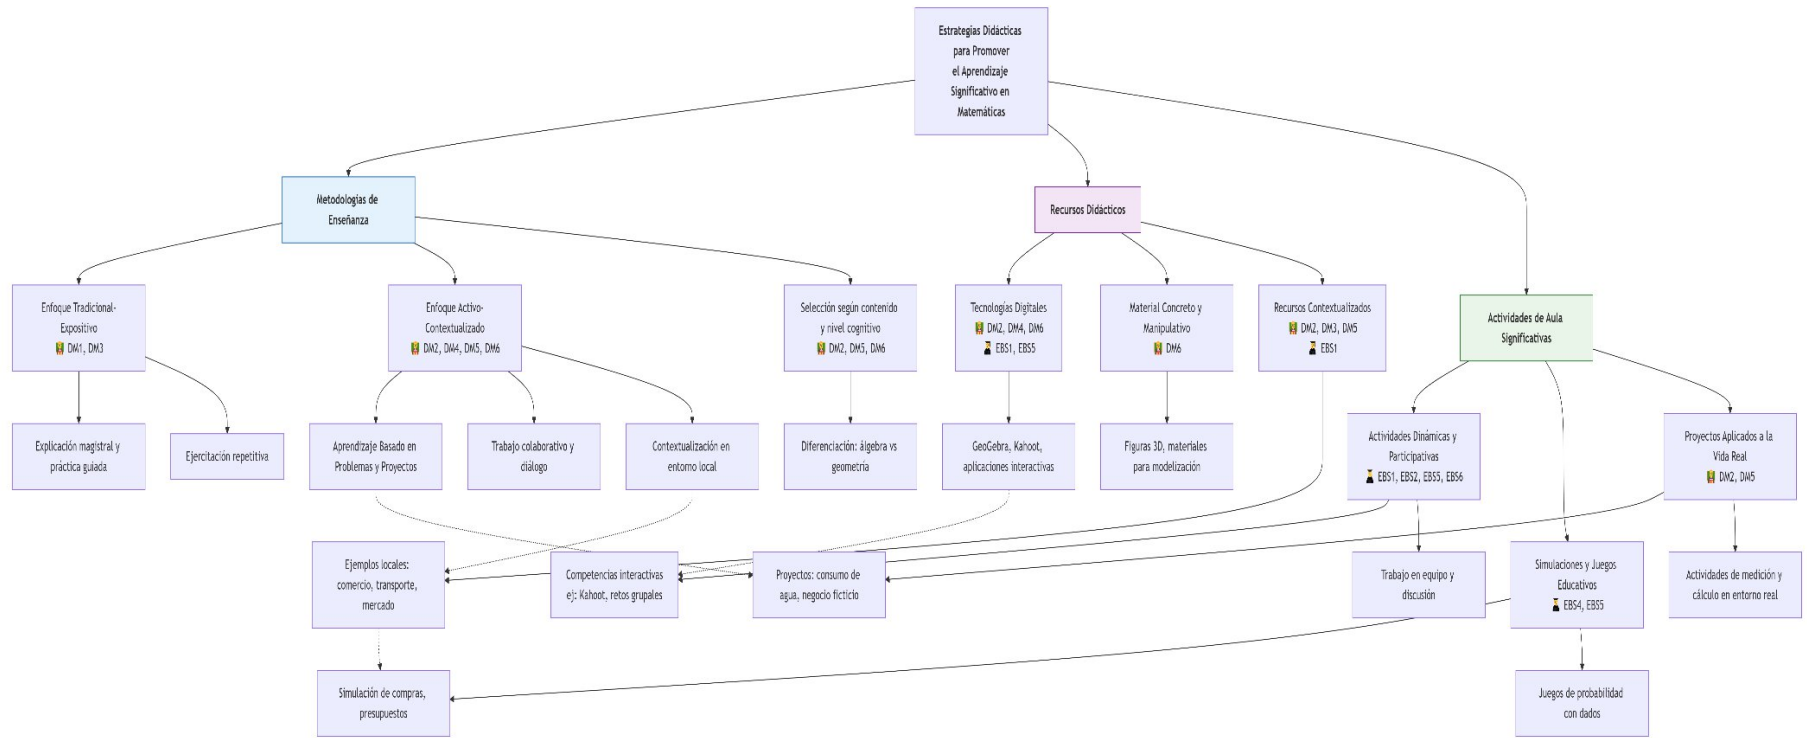 Estrategias Didácticas
para Promover
el Aprendizaje
Significativo en
Matemáticas
Metodologías de
Enseñanza
Recursos Didácticos
Actividades de Aula
Significativas
Enfoque Tradicional-
Expositivo
DM1, DM3
Enfoque Activo-
Contextualizado
DM2, DM4, DM5, DM6
Selección según contenido
y nivel cognitivo
DM2, DM5, DM6
Tecnologías Digitales
DM2, DM4, DM6
EBS1, EBS5
Material Concreto y
Manipulativo
DM6
Recursos Contextualizados
DM2, DM3, DM5
EBS1
Explicación magistral y
práctica guiada
Ejercitación repetitiva
Aprendizaje Basado en
Problemas y Proyectos
Trabajo colaborativo y
diálogo
Contextualización en
entorno local
Diferenciación: álgebra vs
geometría
GeoGebra, Kahoot,
aplicaciones interactivas
Figuras 3D, materiales
para modelización
Actividades Dinámicas y
Participativas
EBS1, EBS2, EBS5, EBS6
Proyectos Aplicados a la
Vida Real
DM2, DM5
Ejemplos locales:
comercio, transporte,
mercado
Competencias interactivas
ej: Kahoot, retos grupales
Proyectos: consumo de
agua, negocio ficticio
Trabajo en equipo y
discusión
Simulaciones y Juegos
Educativos
EBS4, EBS5
Actividades de medición y
cálculo en entorno real
Simulación de compras,
presupuestos
Juegos de probabilidad
con dados